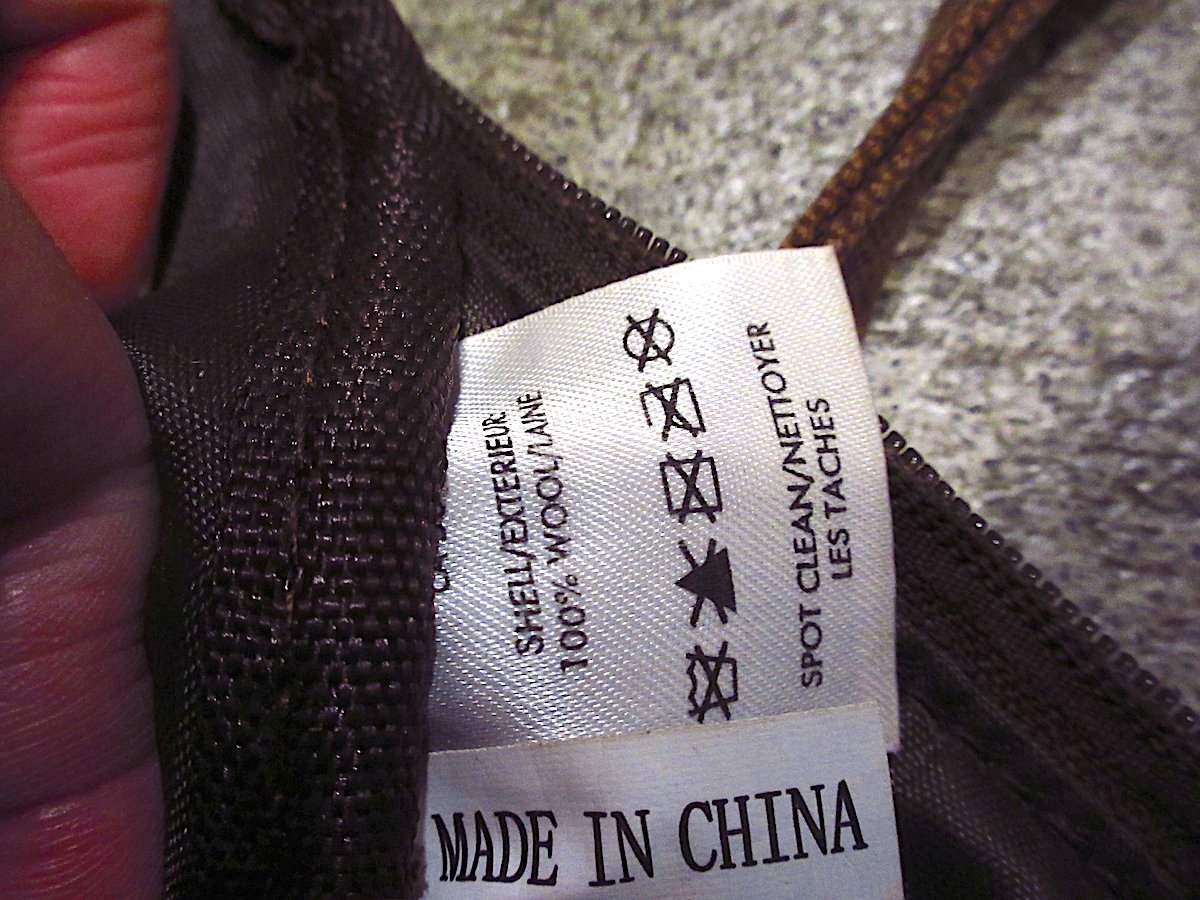 SHELL/EXTERIEUR
100% WOOL/LAINE
SPOT CLEAN/NETTOYER
LES TACHES
MADE IN CHINA